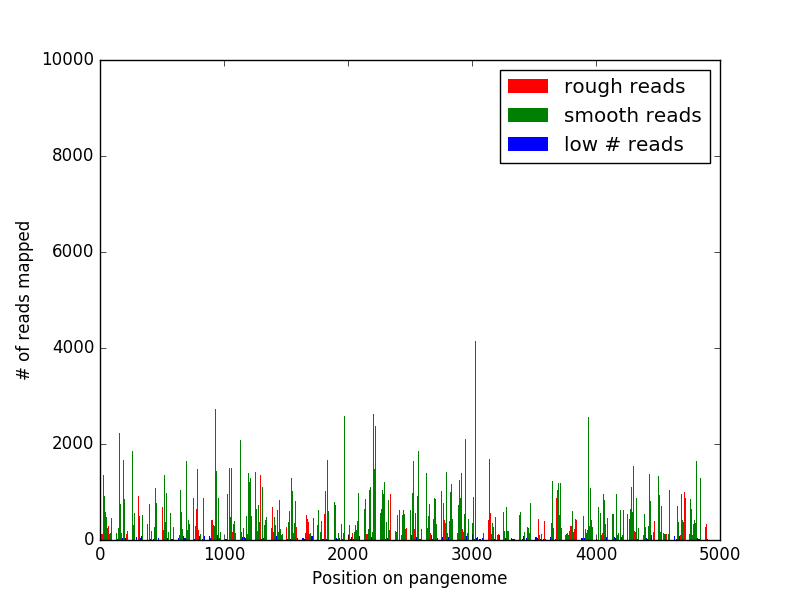 10000
8000
6000
4000
2000
0
# of reads mapped
rough reads
smooth reads
low # reads
0 1000 2000 3000 4000 5000
Position on pangenome